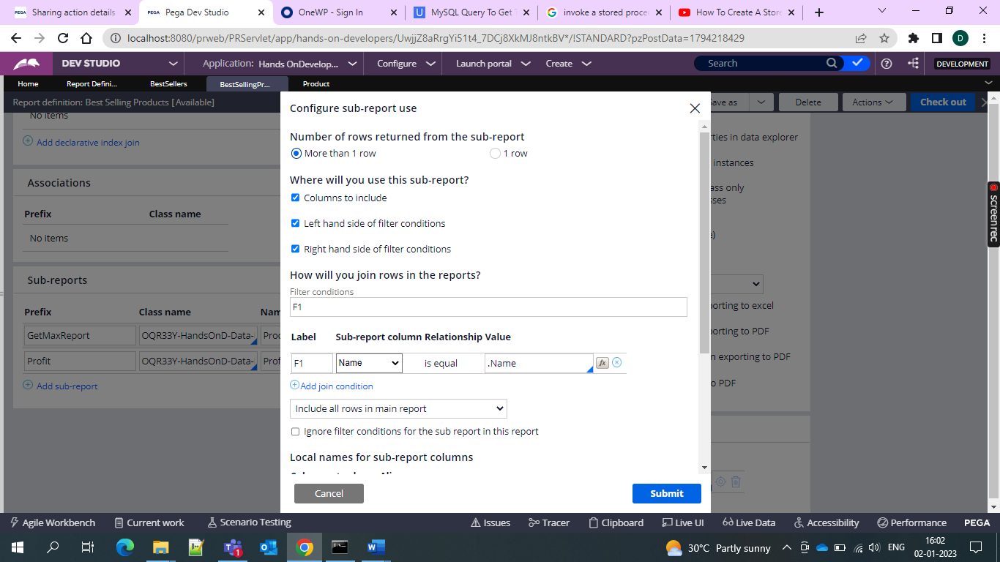 PEGA Sharing action details
PEGA Pega Dev Studio
OneWP - Sign In
U MySQL Query To Get
G invoke a stored proce
How To Create A Store
localhost:8080/prweb/PRServlet/app/hands-on-developers/UwjjZ8aRrgYi51t4_7DCj8XkMJ8ntkBV*/!STANDARD?pzPostData=1794218429
D
DEV STUDIO
Application: Hands OnDevelop...
Configure
Launch portal
Create
Search
DEVELOPMENT
Home
Report Defini...
BestSellers
BestSellingPr...
Product
Report definition: Best Selling Products [Available]
ave as
Delete
Actions
Check out
No items
Add declarative index join
Associations
Prefix Class name
No items
Sub-reports
Prefix Class name Nam
GetMaxReport OQR33Y-HandsOnD-Data- Proc
Profit OQR33Y-HandsOnD-Data- Prof
Add sub-report
Configure sub-report use
Number of rows returned from the sub-report
More than 1 row 1 row
Where will you use this sub-report?
Columns to include
Left hand side of filter conditions
Right hand side of filter conditions
How will you join rows in the reports?
Filter conditions
F1
Label Sub-report column Relationship Value
F1 Name is equal .Name fx
Add join condition
Include all rows in main report
Ignore filter conditions for the sub report in this report
Local names for sub-report columns
Cancel Submit
ties in data explorer
instances
ass only
ses
e)
orting to excel
orting to PDF
n exporting to PDF
o PDF
screenrec
Agile Workbench
Current work
Scenario Testing
Issues
Tracer
Clipboard
Live UI
Live Data
Accessibility
Performance
PEGA
1
W
30°C Partly sunny
ENG
16:02
02-01-2023